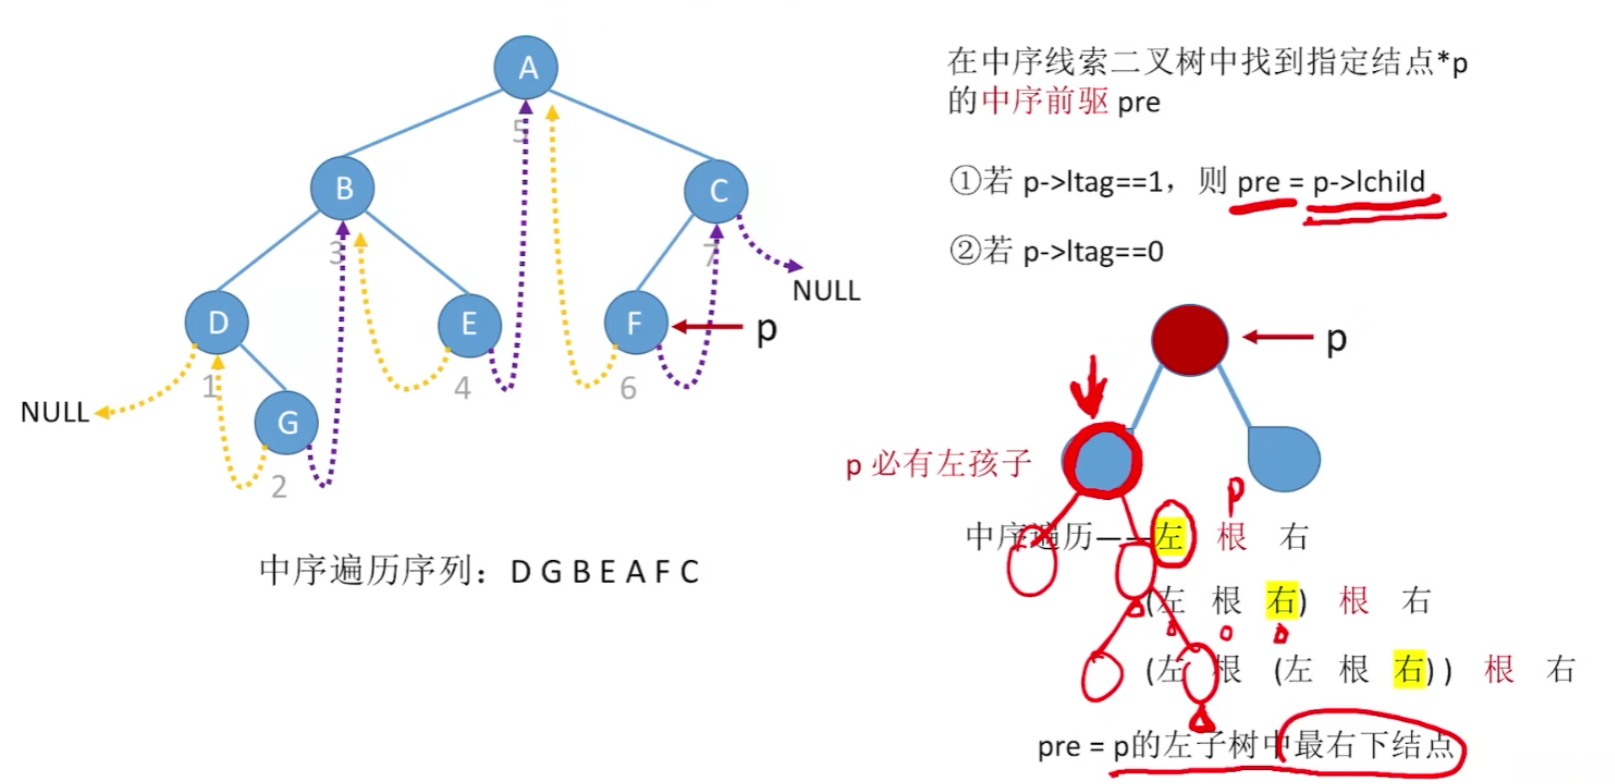 A
5
B
C
3
7
NULL
D
E
F
p
1
4
6
NULL
G
2
中序遍历序列：D G B E A F C
在中序线索二叉树中找到指定结点*p
的中序前驱 pre
①若 p->ltag==1，则 pre = p->lchild
②若 p->ltag==0
p
p 必有左孩子
p
中序遍历——左 根 右
(左 根 右) 根 右
(左 根 (左 根 右) ) 根 右
pre = p的左子树中最右下结点